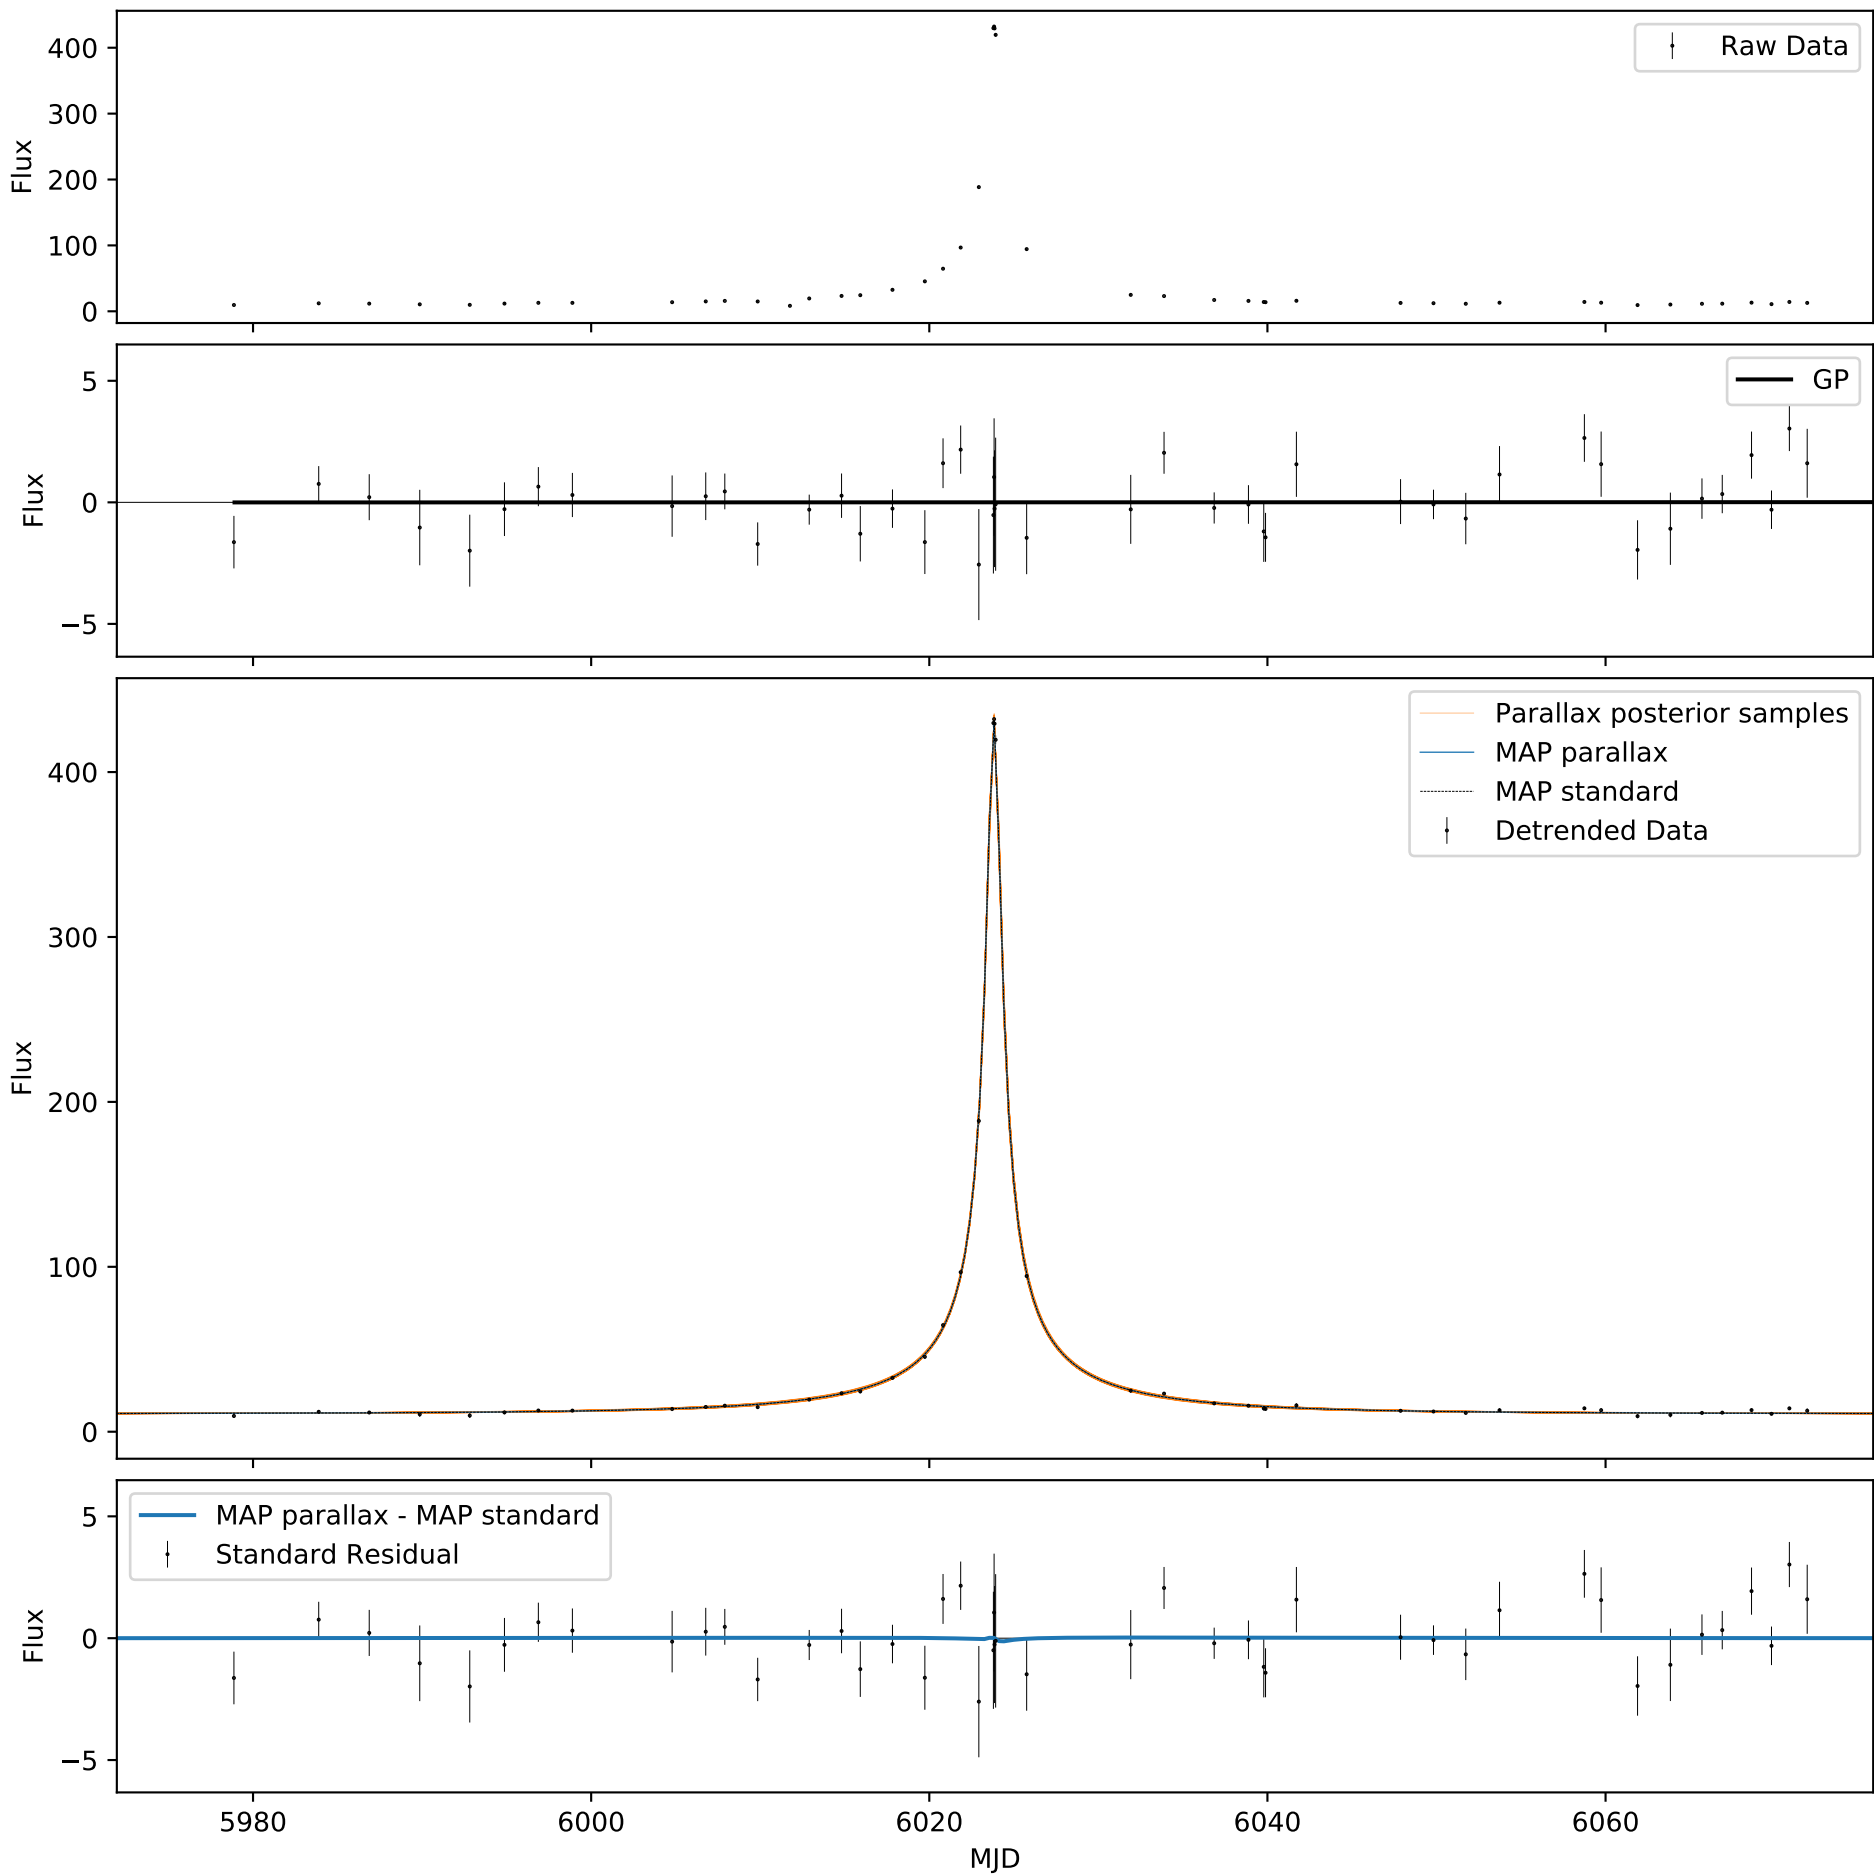 400
300
200
100
0
Flux
Raw Data
5
0
−5
Flux
GP
400
300
200
100
0
Flux
Parallax posterior samples
MAP parallax
MAP standard
Detrended Data
5
0
−5
Flux
MAP parallax - MAP standard
Standard Residual
5980 6000 6020 6040 6060
MJD